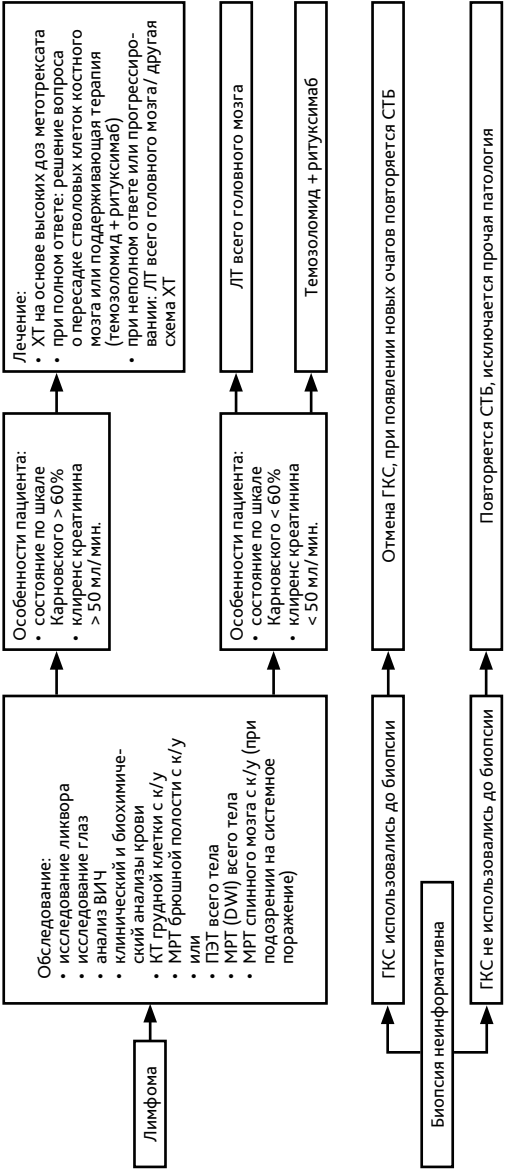 Лимфома
Обследование:
• исследование ликвора
• исследование глаз
• анализ ВИЧ
• клинический и биохимиче-
ский анализы крови
• КТ грудной клетки с к/у
• МРТ брюшной полости с к/у
• или
• ПЭТ всего тела
• МРТ (DWI) всего тела
• МРТ спинного мозга с к/у (при
подозрении на системное
поражение)
Особенности пациента:
• состояние по шкале
Карновского > 60%
• клиренс креатинина
> 50 мл/мин.
Лечение:
• ХТ на основе высоких доз метотрексата
• при полном ответе: решение вопроса
о пересадке стволовых клеток костного
мозга или поддерживающая терапия
(темозоломид + ритуксимаб)
• при неполном ответе или прогрессиро-
вании: ЛТ всего головного мозга/ другая
схема ХТ
Особенности пациента:
• состояние по шкале
Карновского < 60%
• клиренс креатинина
< 50 мл/мин.
ЛТ всего головного мозга
Темозоломид + ритуксимаб
Биопсия неинформативна
ГКС использовались до биопсии
Отмена ГКС, при появлении новых очагов повторяется СТБ
ГКС не использовались до биопсии
Повторяется СТБ, исключается прочая патология